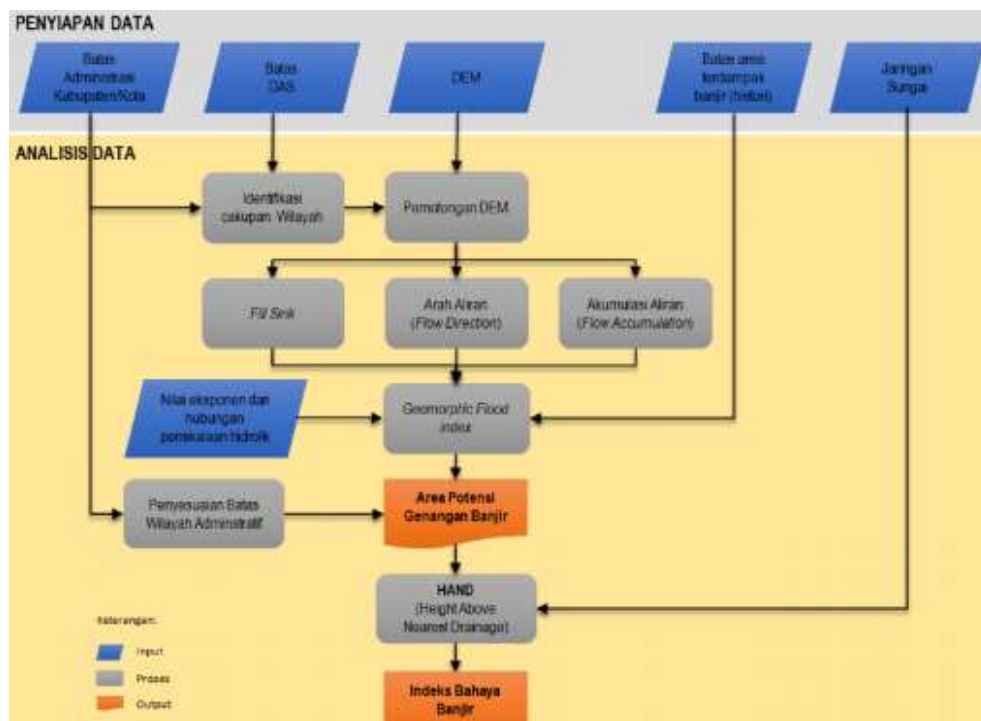 PENYIAPAN DATA
Batas
Administrasi
Kabupaten/Kota
Batas
DAS
DEM
Batas area
terdampak
banjir (histori)
Jaringan
Sungai
ANALISIS DATA
Identifikasi
cakupan Wilayah
Pemotongan DEM
Fill Sink
Arah Aliran
(Flow Direction)
Akumulasi Aliran
(Flow Accumulation)
Nilai eksponen dan
hubungan
penskalaan hidrolik
Geomorphic Flood
Index
Penyesuaian Batas
Wilayah Adminstratif
Area Potensi
Genangan Banjir
HAND
(Height Above
Nearest Drainage)
Keterangan:
Input
Proses
Output
Indeks Bahaya
Banjir